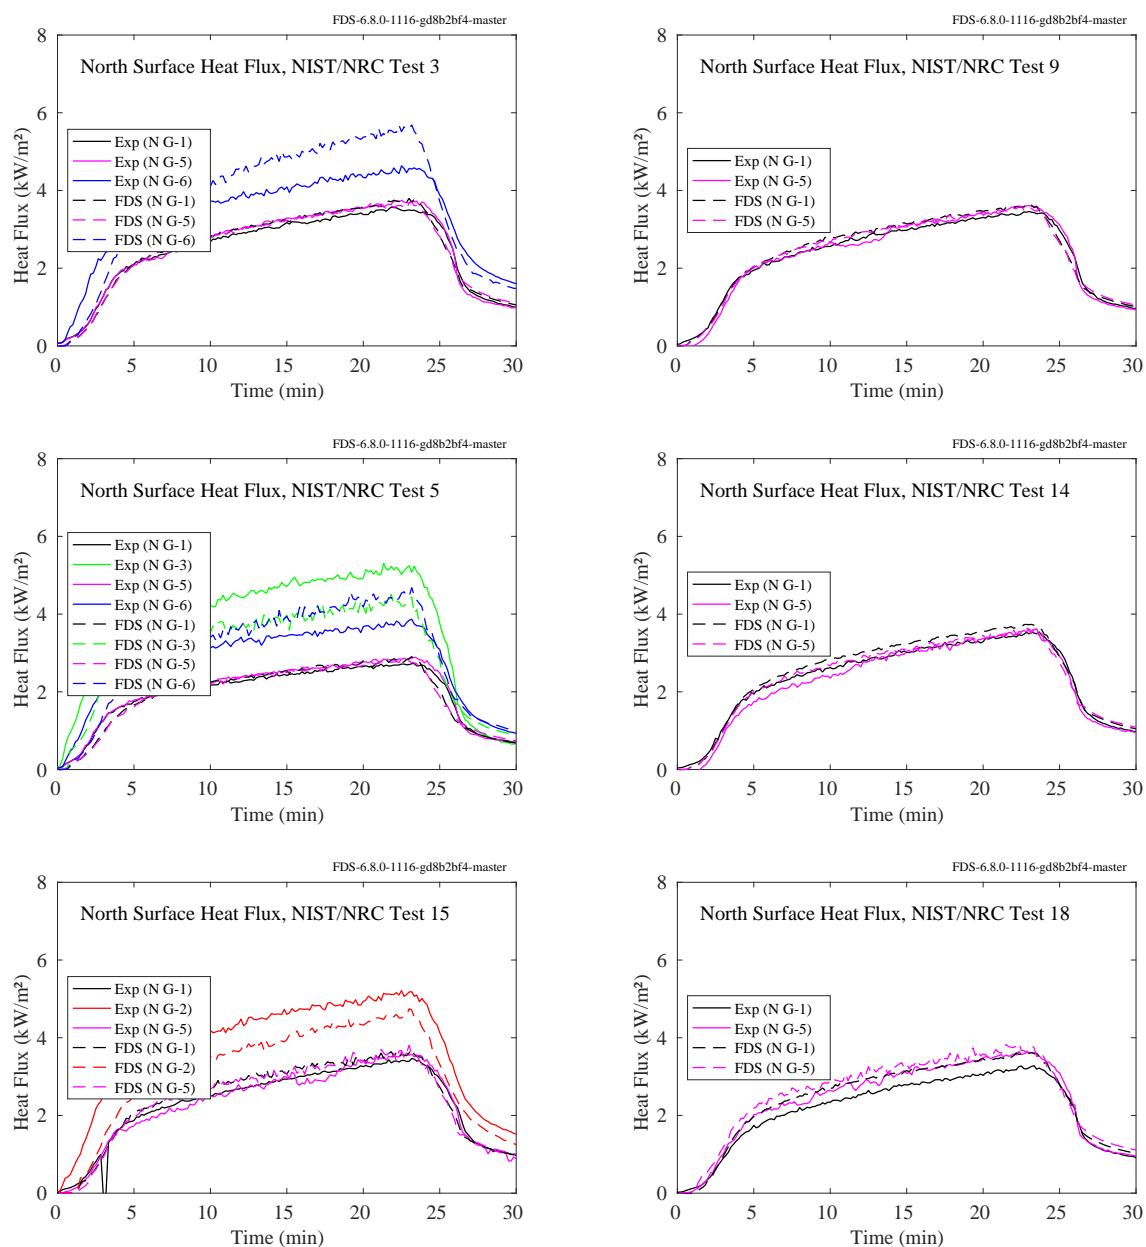 FDS-6.8.0-1116-gd8b2bf4-master
North Surface Heat Flux, NIST/NRC Test 3
Exp (N G-1)
Exp (N G-5)
Exp (N G-6)
FDS (N G-1)
FDS (N G-5)
FDS (N G-6)
Heat Flux (kW/m²)
8
6
4
2
0
0 5 10 15 20 25 30
Time (min)
FDS-6.8.0-1116-gd8b2bf4-master
North Surface Heat Flux, NIST/NRC Test 9
Exp (N G-1)
Exp (N G-5)
FDS (N G-1)
FDS (N G-5)
Heat Flux (kW/m²)
8
6
4
2
0
0 5 10 15 20 25 30
Time (min)
FDS-6.8.0-1116-gd8b2bf4-master
North Surface Heat Flux, NIST/NRC Test 5
Exp (N G-1)
Exp (N G-3)
Exp (N G-5)
Exp (N G-6)
FDS (N G-1)
FDS (N G-3)
FDS (N G-5)
FDS (N G-6)
Heat Flux (kW/m²)
8
6
4
2
0
0 5 10 15 20 25 30
Time (min)
FDS-6.8.0-1116-gd8b2bf4-master
North Surface Heat Flux, NIST/NRC Test 14
Exp (N G-1)
Exp (N G-5)
FDS (N G-1)
FDS (N G-5)
Heat Flux (kW/m²)
8
6
4
2
0
0 5 10 15 20 25 30
Time (min)
FDS-6.8.0-1116-gd8b2bf4-master
North Surface Heat Flux, NIST/NRC Test 15
Exp (N G-1)
Exp (N G-2)
Exp (N G-5)
FDS (N G-1)
FDS (N G-2)
FDS (N G-5)
Heat Flux (kW/m²)
8
6
4
2
0
0 5 10 15 20 25 30
Time (min)
FDS-6.8.0-1116-gd8b2bf4-master
North Surface Heat Flux, NIST/NRC Test 18
Exp (N G-1)
Exp (N G-5)
FDS (N G-1)
FDS (N G-5)
Heat Flux (kW/m²)
8
6
4
2
0
0 5 10 15 20 25 30
Time (min)